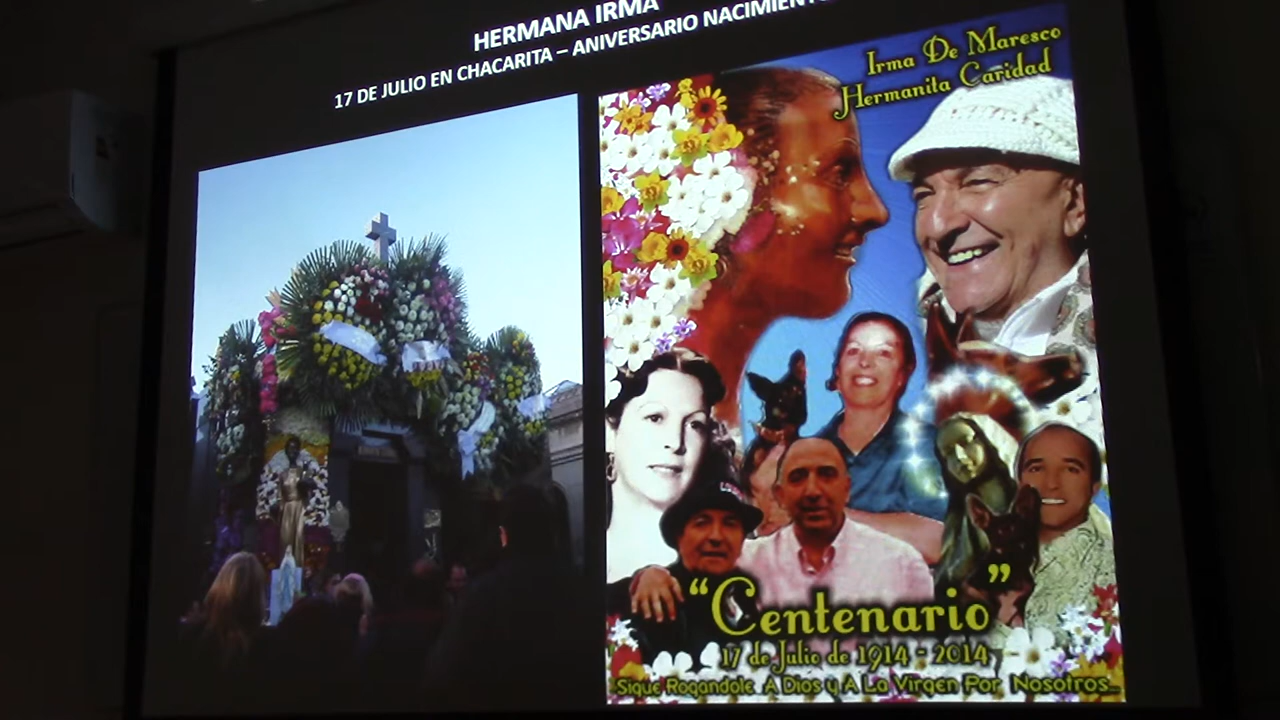 HERMANA IRMA
17 DE JULIO EN CHACARITA – ANIVERSARIO NACIMIENTO
Irma De Maresco
Hermanita Caridad
“Centenario”
17 de Julio de 1914 - 2014
Sigue Rogandole A Dios y A La Virgen Por Nosotros...